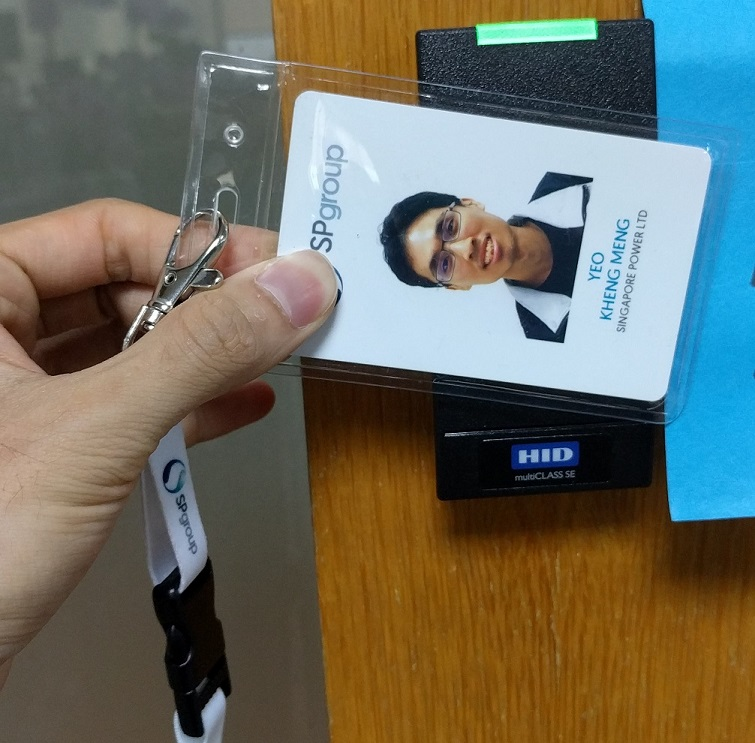 SPgroup
YEO
KHENG MENG
SINGAPORE POWER LTD
HID
multiCLASS SE
SPgroup